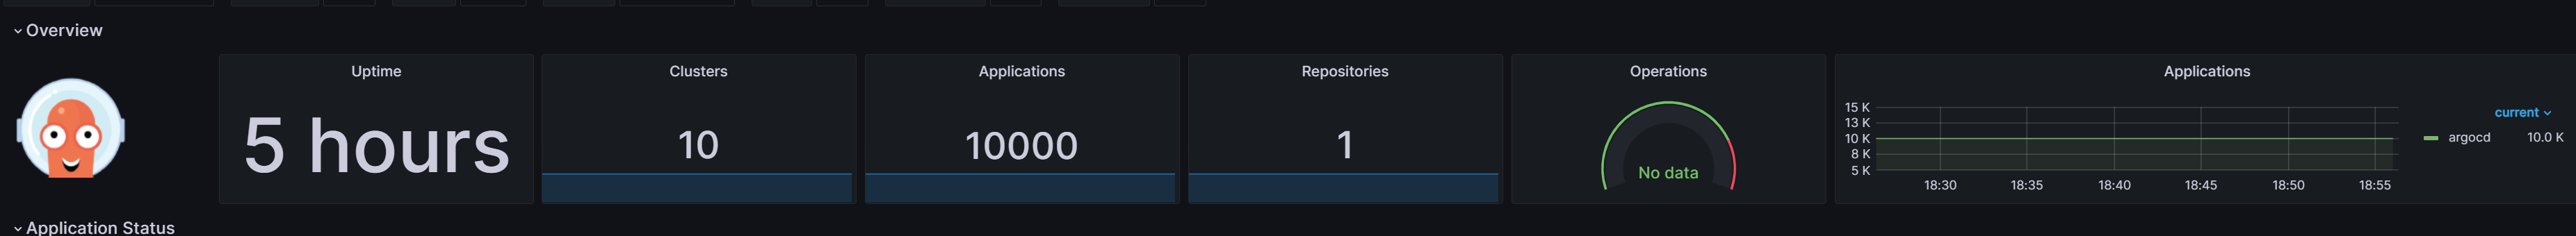 Overview
Uptime
5 hours
Clusters
10
Applications
10000
Repositories
1
Operations
No data
Applications
15 K
13 K
10 K
8 K
5 K
18:30 18:35 18:40 18:45 18:50 18:55
current
argocd 10.0 K
Application Status